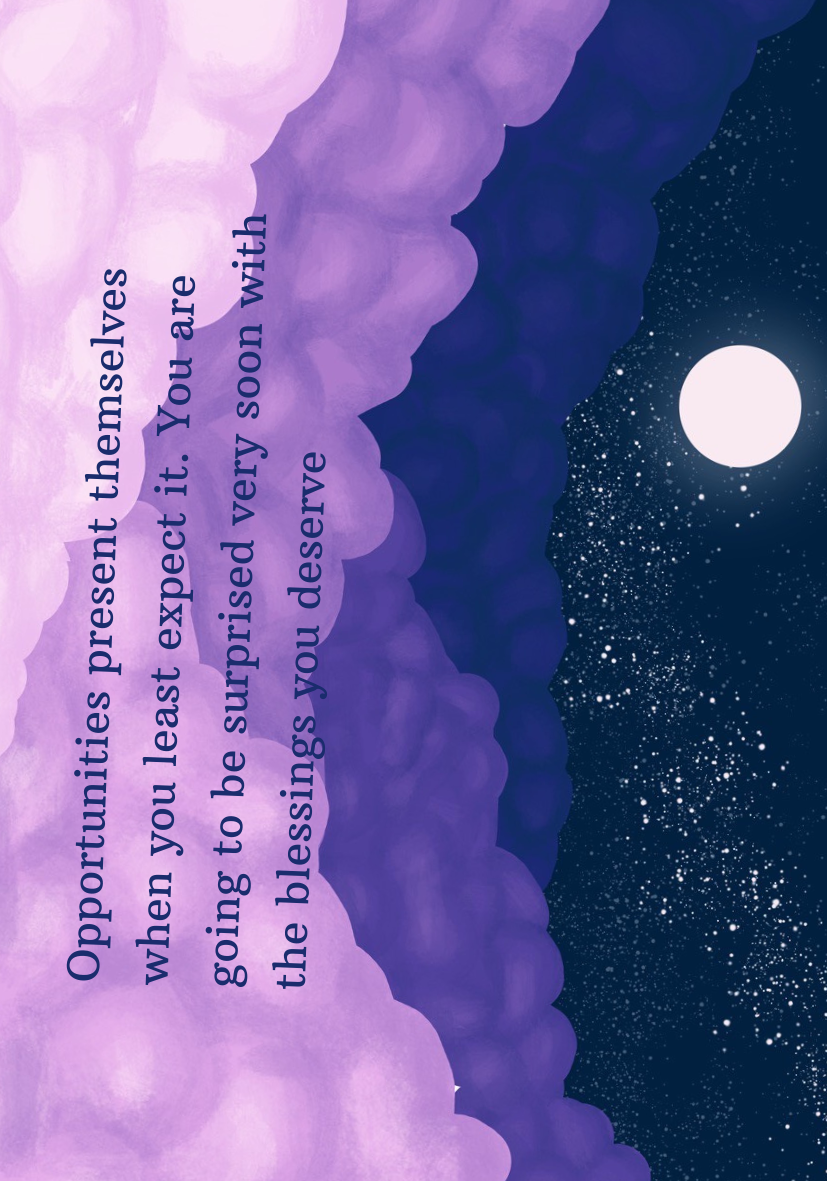 Opportunities present themselves
when you least expect it. You are
going to be surprised very soon with
the blessings you deserve